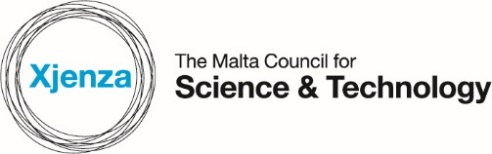 Xjenza
The Malta Council for
Science & Technology